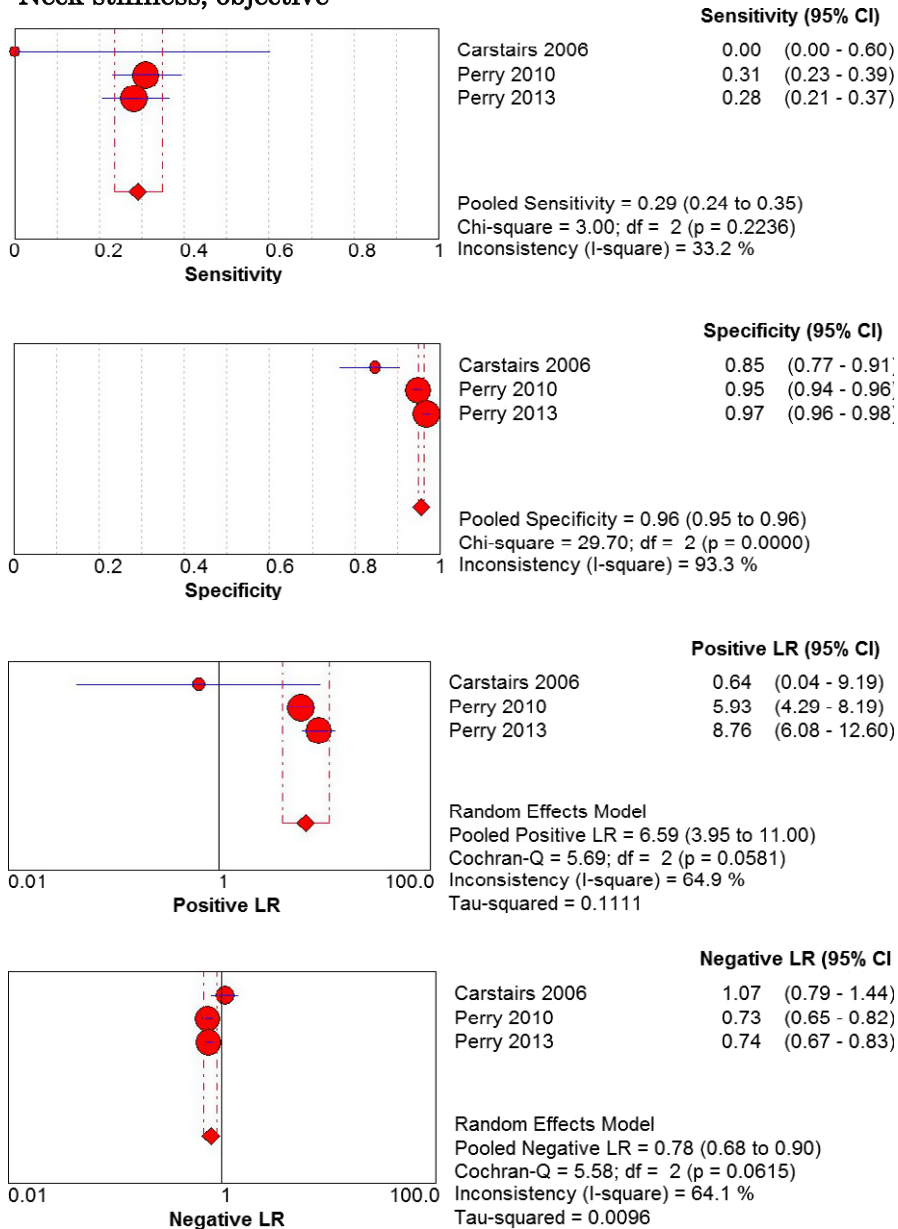 Neck stiffness, objective
Sensitivity (95% CI)
Carstairs 2006 0.00 (0.00 - 0.60)
Perry 2010 0.31 (0.23 - 0.39)
Perry 2013 0.28 (0.21 - 0.37)
Pooled Sensitivity = 0.29 (0.24 to 0.35)
Chi-square = 3.00; df = 2 (p = 0.2236)
Inconsistency (I-square) = 33.2 %
0 0.2 0.4 0.6 0.8 1
Sensitivity
Specificity (95% CI)
Carstairs 2006 0.85 (0.77 - 0.91)
Perry 2010 0.95 (0.94 - 0.96)
Perry 2013 0.97 (0.96 - 0.98)
Pooled Specificity = 0.96 (0.95 to 0.96)
Chi-square = 29.70; df = 2 (p = 0.0000)
Inconsistency (I-square) = 93.3 %
0 0.2 0.4 0.6 0.8 1
Specificity
Positive LR (95% CI)
Carstairs 2006 0.64 (0.04 - 9.19)
Perry 2010 5.93 (4.29 - 8.19)
Perry 2013 8.76 (6.08 - 12.60)
Random Effects Model
Pooled Positive LR = 6.59 (3.95 to 11.00)
Cochran-Q = 5.69; df = 2 (p = 0.0581)
Inconsistency (I-square) = 64.9 %
Tau-squared = 0.1111
0.01 1 100.0
Positive LR
Negative LR (95% CI
Carstairs 2006 1.07 (0.79 - 1.44)
Perry 2010 0.73 (0.65 - 0.82)
Perry 2013 0.74 (0.67 - 0.83)
Random Effects Model
Pooled Negative LR = 0.78 (0.68 to 0.90)
Cochran-Q = 5.58; df = 2 (p = 0.0615)
Inconsistency (I-square) = 64.1 %
Tau-squared = 0.0096
0.01 1 100.0
Negative LR